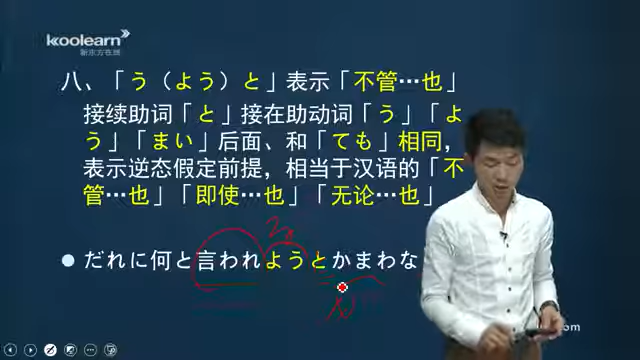 koolearn
新东方在线
八、「う（よう）と」表示「不管…也」
接续助词「と」接在助动词「う」「よ
う」「まい」后面、和「ても」相同,
表示逆态假定前提，相当于汉语的「不
管…也」「即使…也」「无论…也」
● だれに何と言われようとかまわな
om